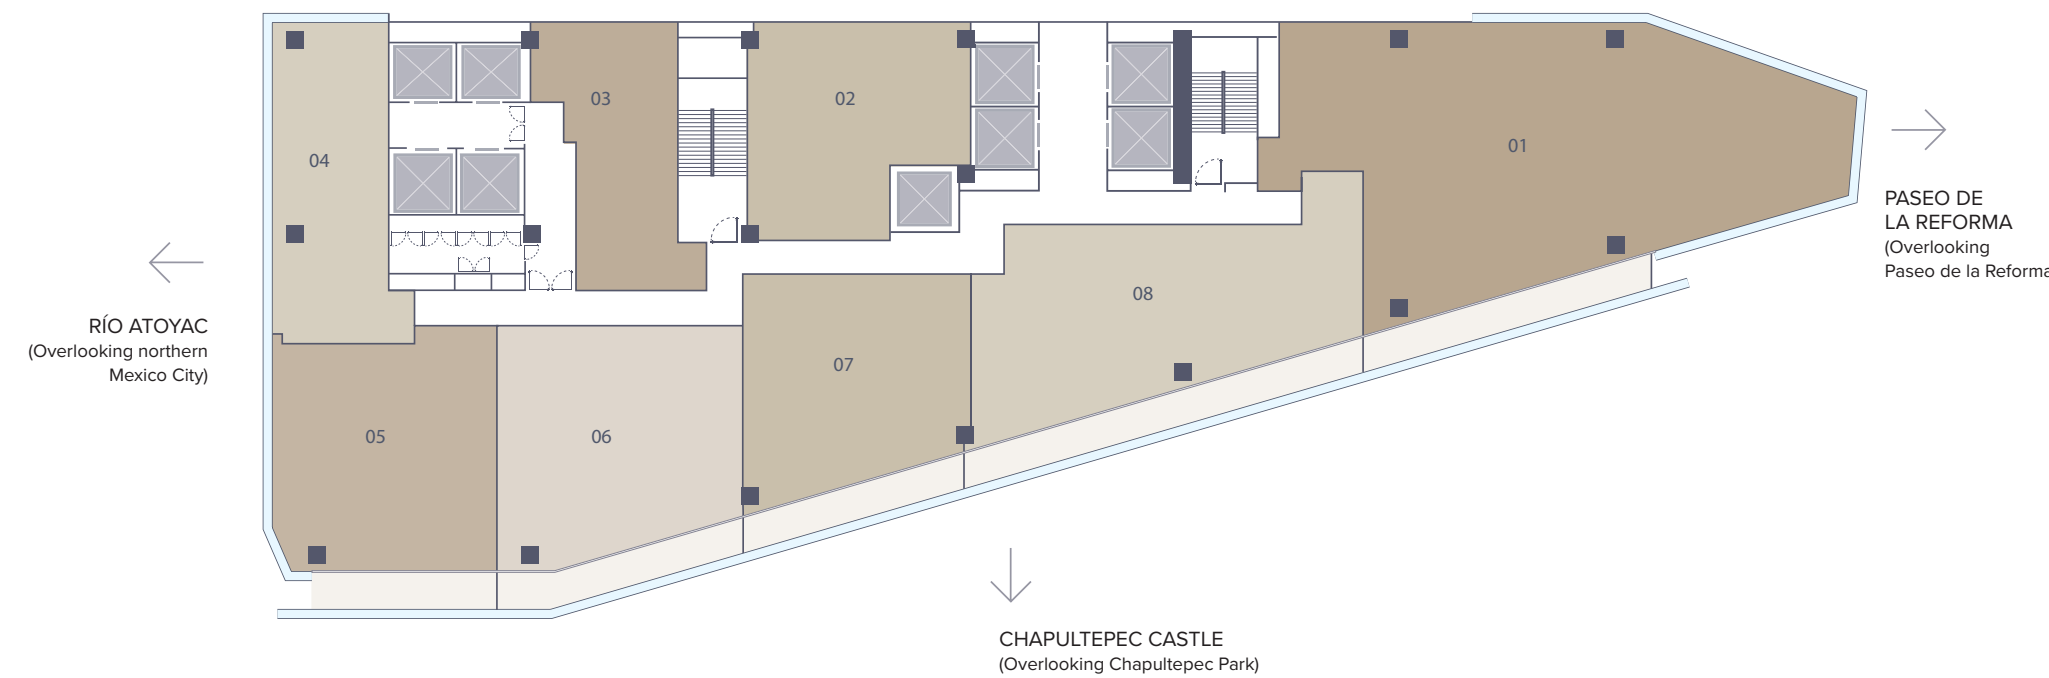 03
02
04
01
PASEO DE
LA REFORMA
(Overlooking
Paseo de la Reforma
08
RÍO ATOYAC
(Overlooking northern
Mexico City)
07
05
06
CHAPULTEPEC CASTLE
(Overlooking Chapultepec Park)